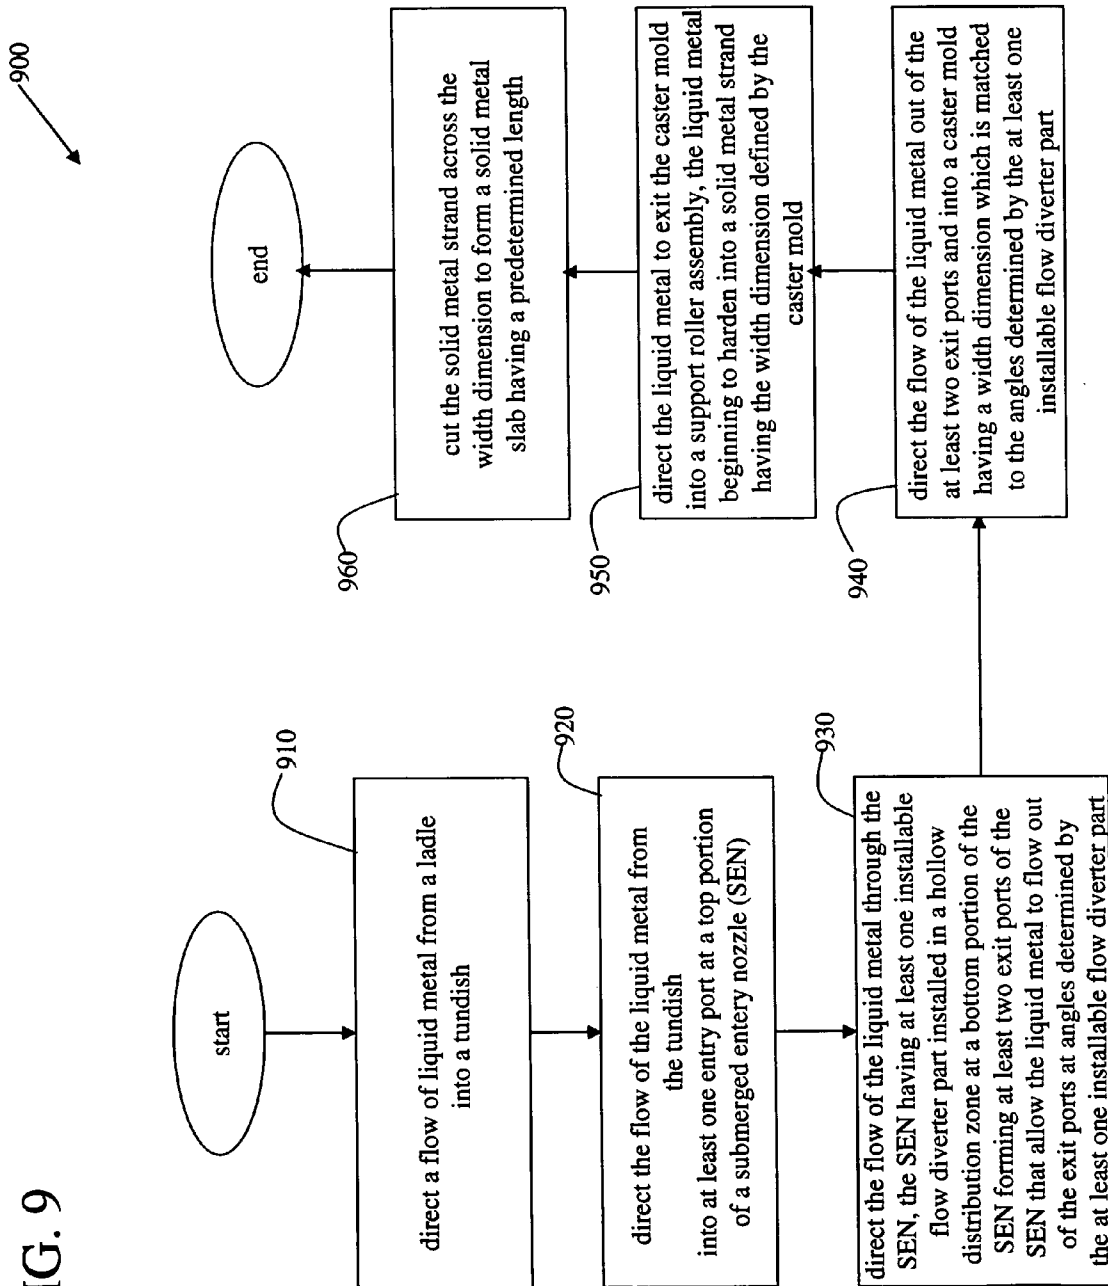 IG. 9
900
start
910
direct a flow of liquid metal from a ladle
into a tundish
920
direct the flow of the liquid metal from
the tundish
into at least one entry port at a top portion
of a submerged entery nozzle (SEN)
930
direct the flow of the liquid metal through the
SEN, the SEN having at least one installable
flow diverter part installed in a hollow
distribution zone at a bottom portion of the
SEN forming at least two exit ports of the
SEN that allow the liquid metal to flow out
of the exit ports at angles determined by
the at least one installable flow diverter part
940
direct the flow of the liquid metal out of the
at least two exit ports and into a caster mold
having a width dimension which is matched
to the angles determined by the at least one
installable flow diverter part
950
direct the liquid metal to exit the caster mold
into a support roller assembly, the liquid metal
beginning to harden into a solid metal strand
having the width dimension defined by the
caster mold
960
cut the solid metal strand across the
width dimension to form a solid metal
slab having a predetermined length
end